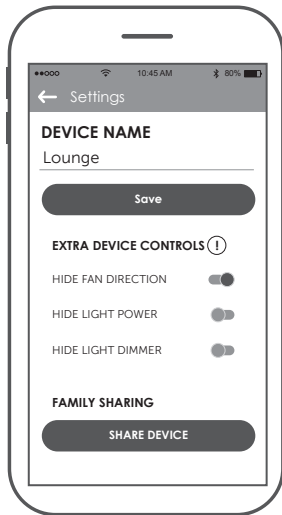 10:45 AM 80%
Settings
DEVICE NAME
Lounge
Save
EXTRA DEVICE CONTROLS !
HIDE FAN DIRECTION
HIDE LIGHT POWER
HIDE LIGHT DIMMER
FAMILY SHARING
SHARE DEVICE